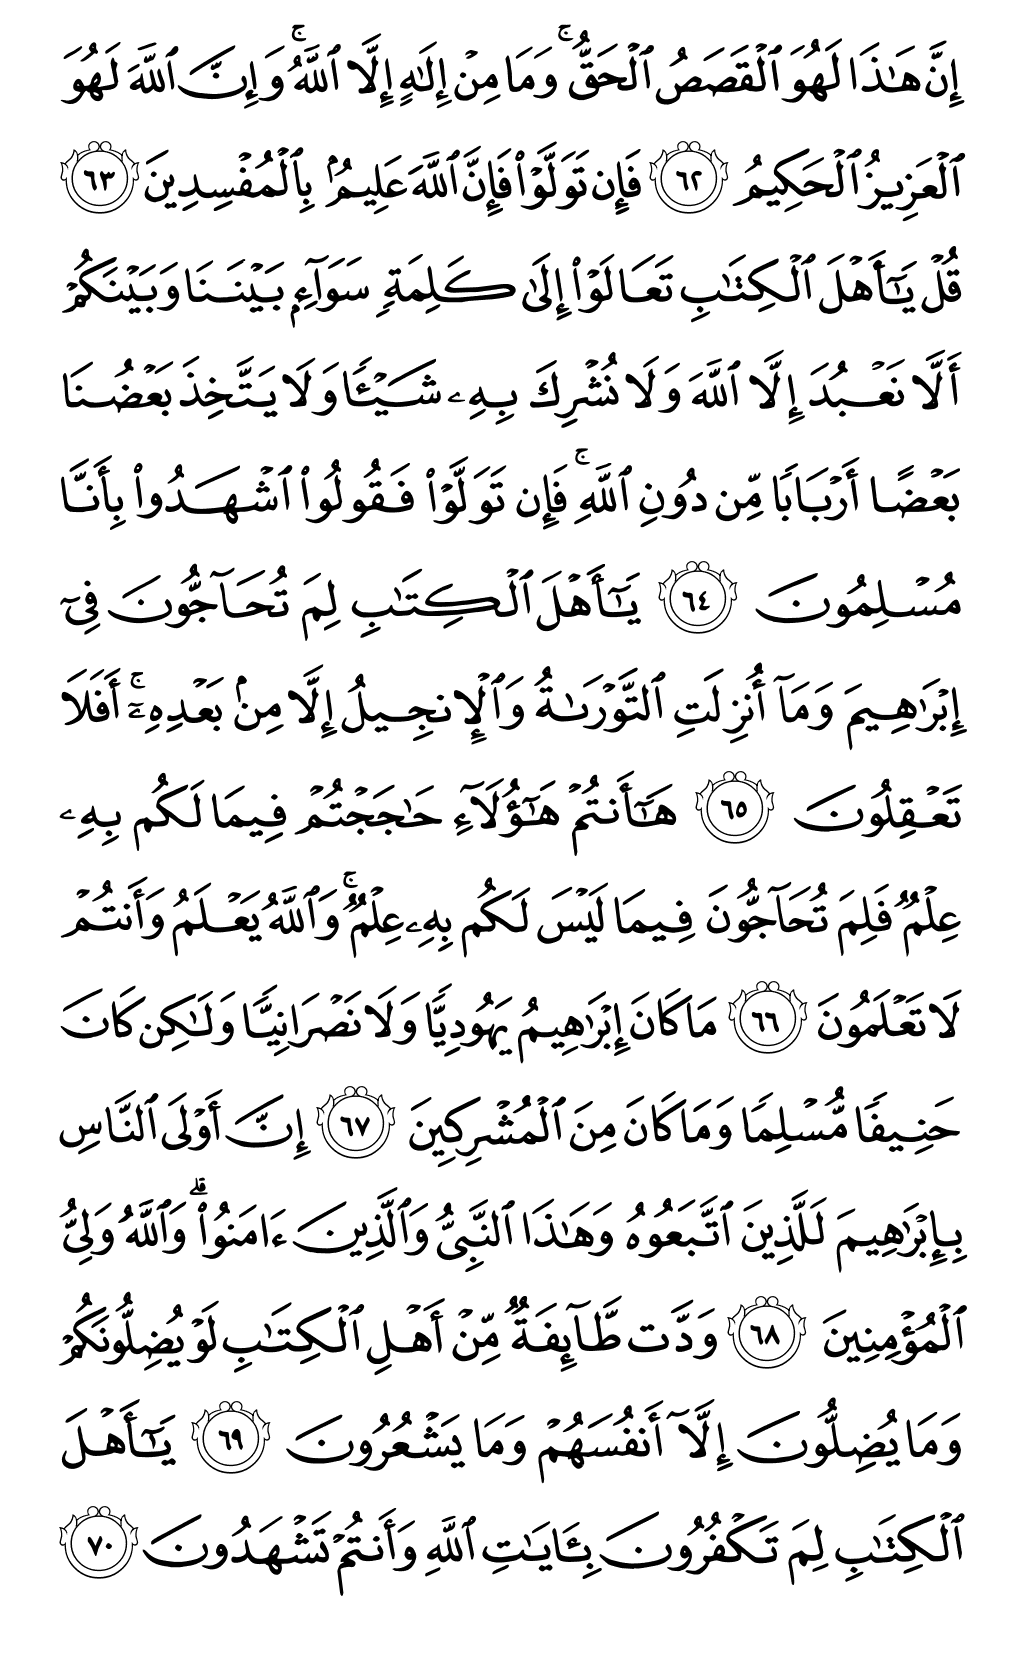 إِنَّ هَٰذَا لَهُوَ ٱلۡقَصَصُ ٱلۡحَقُّۚ وَمَا مِنۡ إِلَٰهٍ إِلَّا ٱللَّهُۚ وَإِنَّ ٱللَّهَ لَهُوَ
ٱلۡعَزِيزُ ٱلۡحَكِيمُ ٦٢ فَإِن تَوَلَّوۡاْ فَإِنَّ ٱللَّهَ عَلِيمُۢ بِٱلۡمُفۡسِدِينَ ٦٣
قُلۡ يَٰٓأَهۡلَ ٱلۡكِتَٰبِ تَعَالَوۡاْ إِلَىٰ كَلِمَةٖ سَوَآءِۭ بَيۡنَنَا وَبَيۡنَكُمۡ
أَلَّا نَعۡبُدَ إِلَّا ٱللَّهَ وَلَا نُشۡرِكَ بِهِۦ شَيۡـٔٗا وَلَا يَتَّخِذَ بَعۡضُنَا
بَعۡضًا أَرۡبَابٗا مِّن دُونِ ٱللَّهِۚ فَإِن تَوَلَّوۡاْ فَقُولُواْ ٱشۡهَدُواْ بِأَنَّا
مُسۡلِمُونَ ٦٤ يَٰٓأَهۡلَ ٱلۡكِتَٰبِ لِمَ تُحَآجُّونَ فِيٓ
إِبۡرَٰهِيمَ وَمَآ أُنزِلَتِ ٱلتَّوۡرَىٰةُ وَٱلۡإِنجِيلُ إِلَّا مِنۢ بَعۡدِهِۦٓۚ أَفَلَا
تَعۡقِلُونَ ٦٥ هَٰٓأَنتُمۡ هَٰٓؤُلَآءِ حَٰجَجۡتُمۡ فِيمَا لَكُم بِهِۦ
عِلۡمٞ فَلِمَ تُحَآجُّونَ فِيمَا لَيۡسَ لَكُم بِهِۦ عِلۡمٞۚ وَٱللَّهُ يَعۡلَمُ وَأَنتُمۡ
لَا تَعۡلَمُونَ ٦٦ مَا كَانَ إِبۡرَٰهِيمُ يَهُودِيّٗا وَلَا نَصۡرَانِيّٗا وَلَٰكِن كَانَ
حَنِيفٗا مُّسۡلِمٗا وَمَا كَانَ مِنَ ٱلۡمُشۡرِكِينَ ٦٧ إِنَّ أَوۡلَى ٱلنَّاسِ
بِإِبۡرَٰهِيمَ لَلَّذِينَ ٱتَّبَعُوهُ وَهَٰذَا ٱلنَّبِيُّ وَٱلَّذِينَ ءَامَنُواْۗ وَٱللَّهُ وَلِيُّ
ٱلۡمُؤۡمِنِينَ ٦٨ وَدَّت طَّآئِفَةٞ مِّنۡ أَهۡلِ ٱلۡكِتَٰبِ لَوۡ يُضِلُّونَكُمۡ
وَمَا يُضِلُّونَ إِلَّآ أَنفُسَهُمۡ وَمَا يَشۡعُرُونَ ٦٩ يَٰٓأَهۡلَ
ٱلۡكِتَٰبِ لِمَ تَكۡفُرُونَ بِـَٔايَٰتِ ٱللَّهِ وَأَنتُمۡ تَشۡهَدُونَ ٧٠